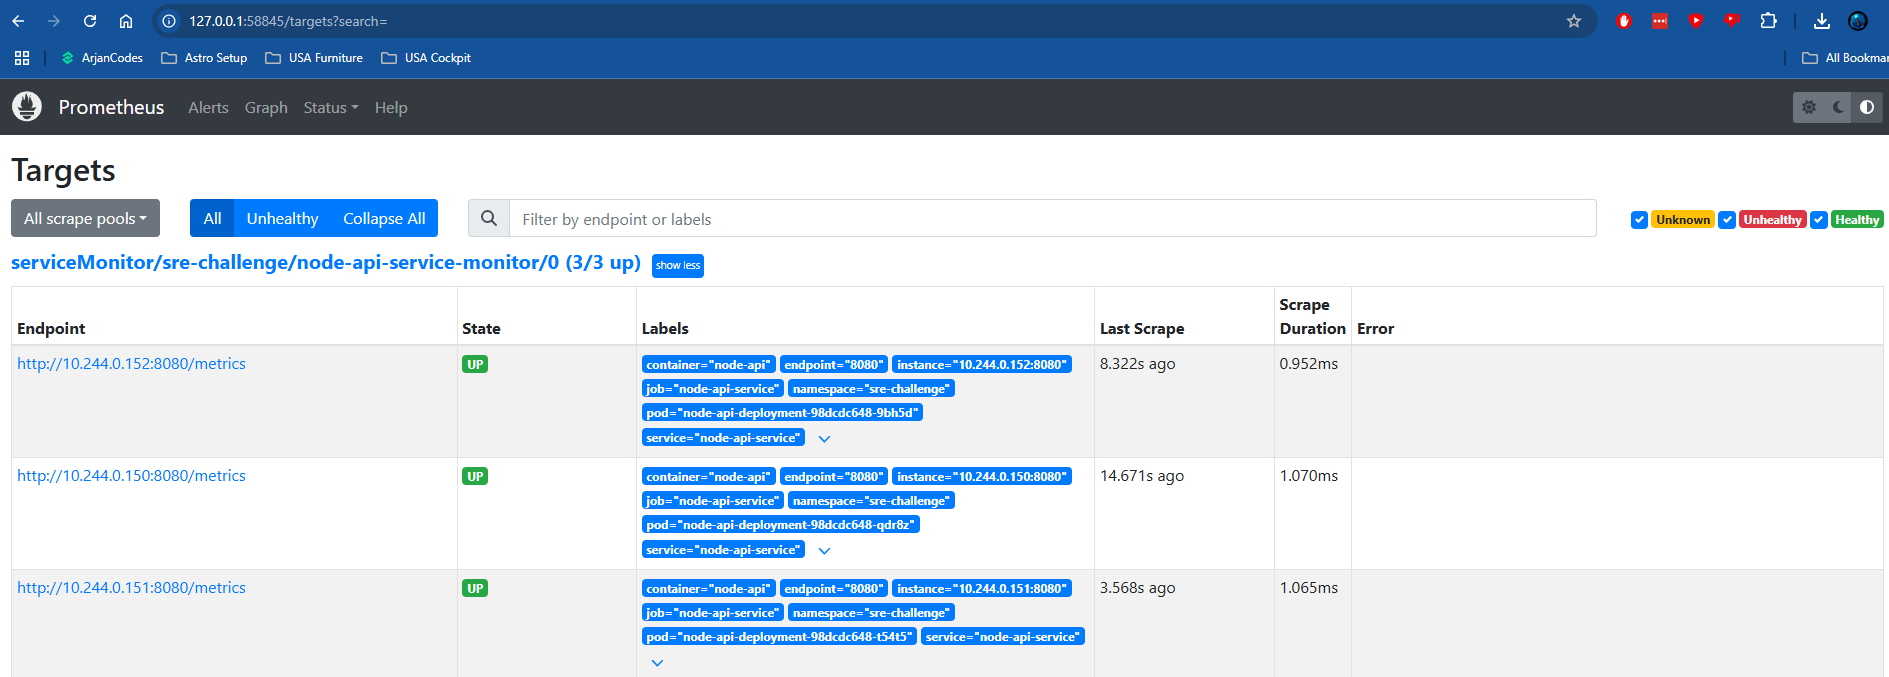 127.0.0.1:58845/targets?search=
ArjanCodes Astro Setup USA Furniture USA Cockpit All Bookmar
Prometheus Alerts Graph Status Help
Targets
All scrape pools All Unhealthy Collapse All Filter by endpoint or labels Unknown Unhealthy Healthy
serviceMonitor/sre-challenge/node-api-service-monitor/0 (3/3 up) show less
Endpoint State Labels Last Scrape Scrape Duration Error
http://10.244.0.152:8080/metrics UP container="node-api" endpoint="8080" instance="10.244.0.152:8080" 8.322s ago 0.952ms
job="node-api-service" namespace="sre-challenge"
pod="node-api-deployment-98dcdc648-9bh5d"
service="node-api-service"
http://10.244.0.150:8080/metrics UP container="node-api" endpoint="8080" instance="10.244.0.150:8080" 14.671s ago 1.070ms
job="node-api-service" namespace="sre-challenge"
pod="node-api-deployment-98dcdc648-qdr8z"
service="node-api-service"
http://10.244.0.151:8080/metrics UP container="node-api" endpoint="8080" instance="10.244.0.151:8080" 3.568s ago 1.065ms
job="node-api-service" namespace="sre-challenge"
pod="node-api-deployment-98dcdc648-t54t5" service="node-api-service"